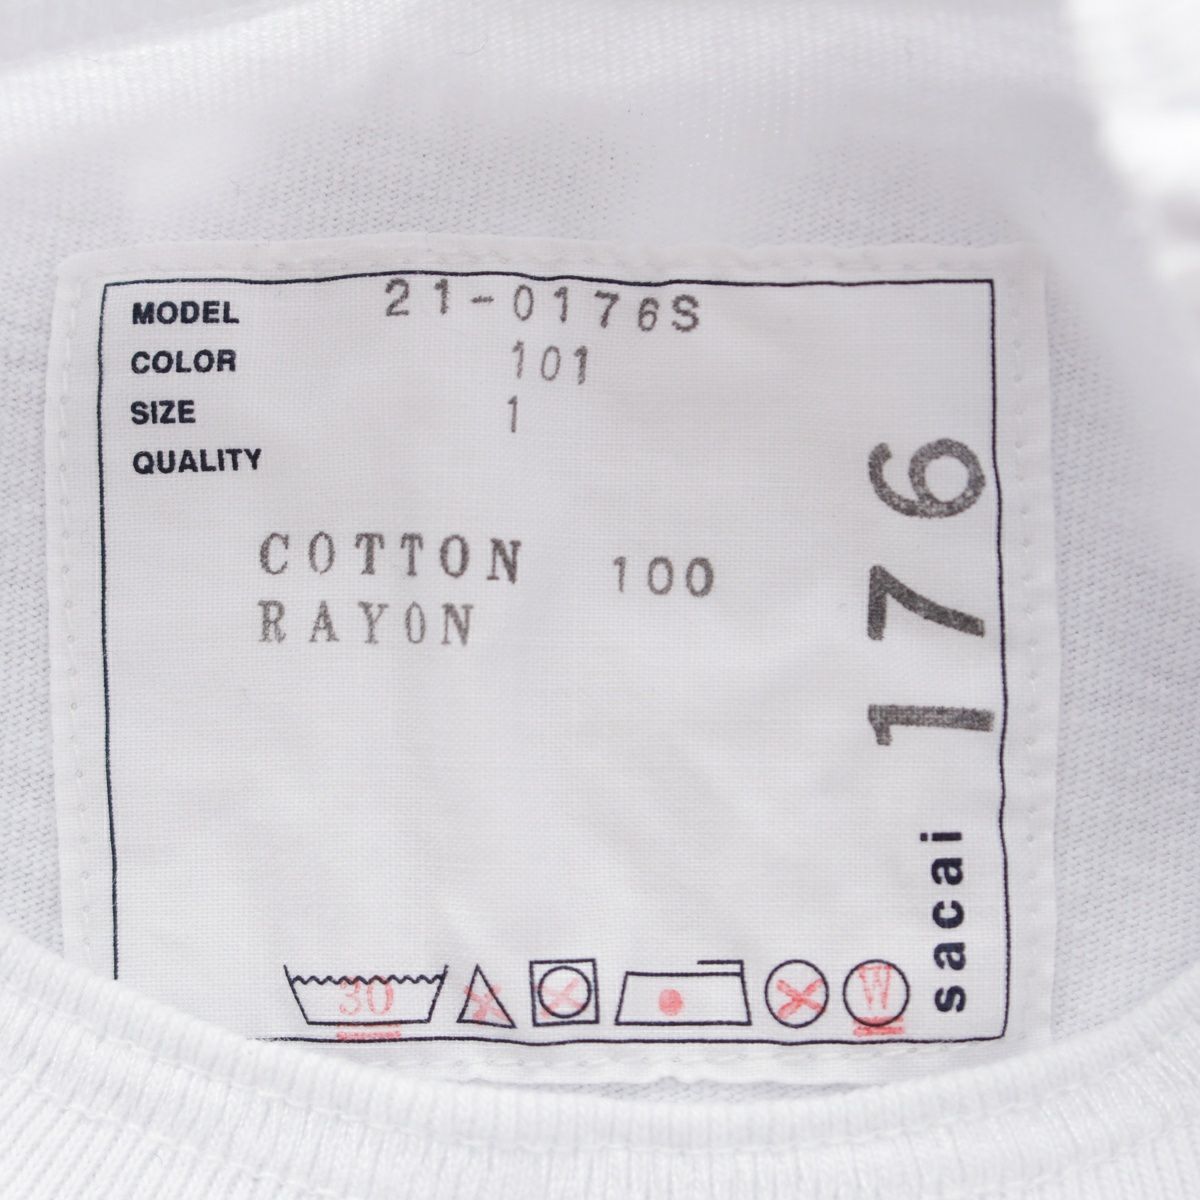 MODEL 21-0176S
COLOR 101
SIZE 1
QUALITY
COTTON 100
RAYON
176
sacai
30 W